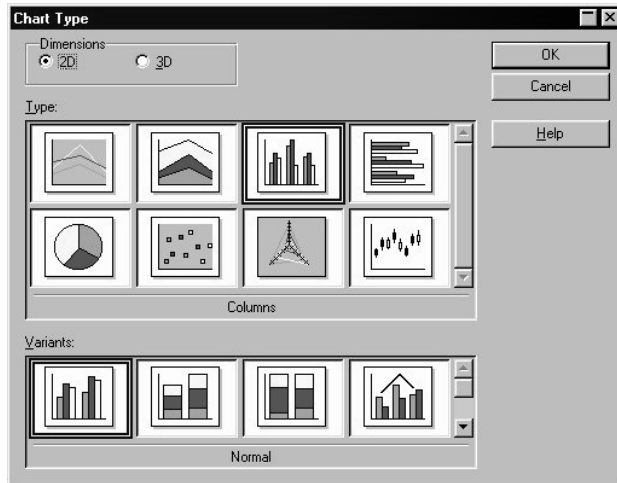 Chart Type
Dimensions
2D
3D
OK
Cancel
Help
Type:
Columns
Variants:
Normal